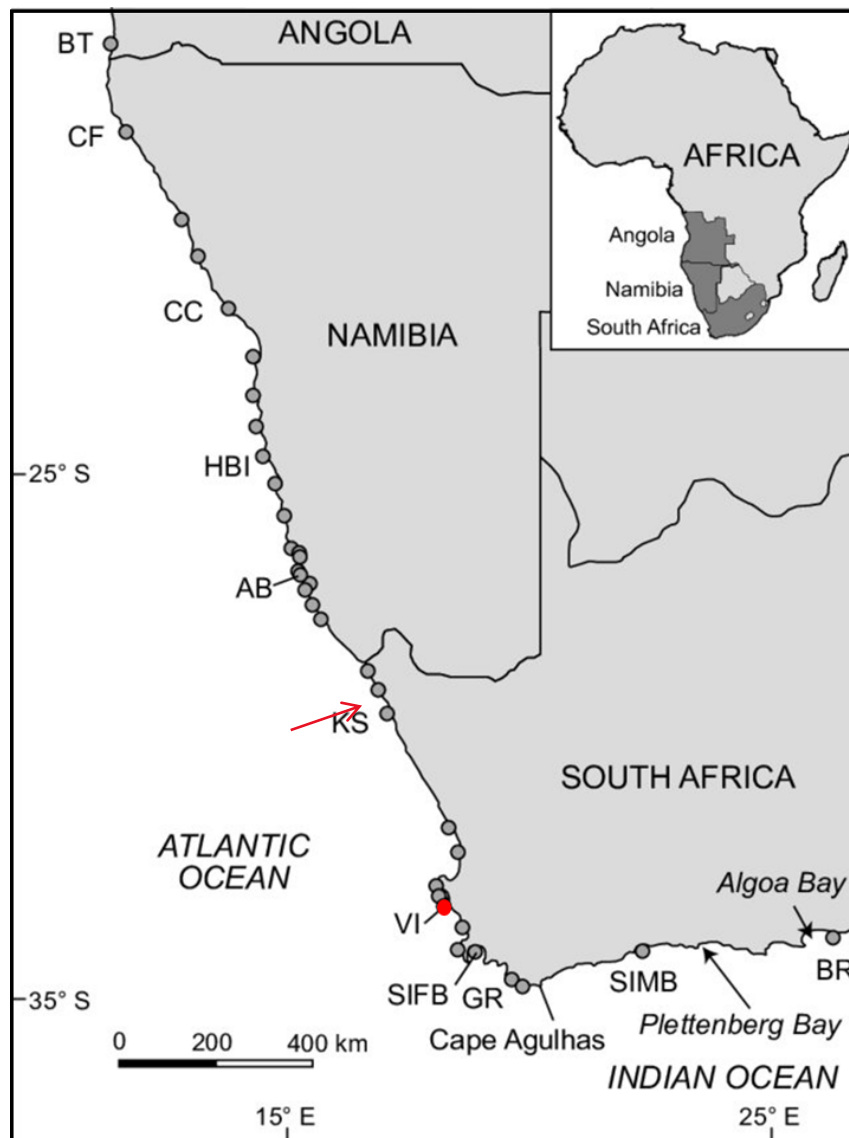 BT
ANGOLA
CF
AFRICA
Angola
Namibia
South Africa
CC
NAMIBIA
HBI
25° S
AB
KS
SOUTH AFRICA
ATLANTIC
OCEAN
Algoa Bay
VI
SIFB
GR
SIMB
BR
35° S
Cape Agulhas
Plettenberg Bay
0 200 400 km
INDIAN OCEAN
15° E
25° E